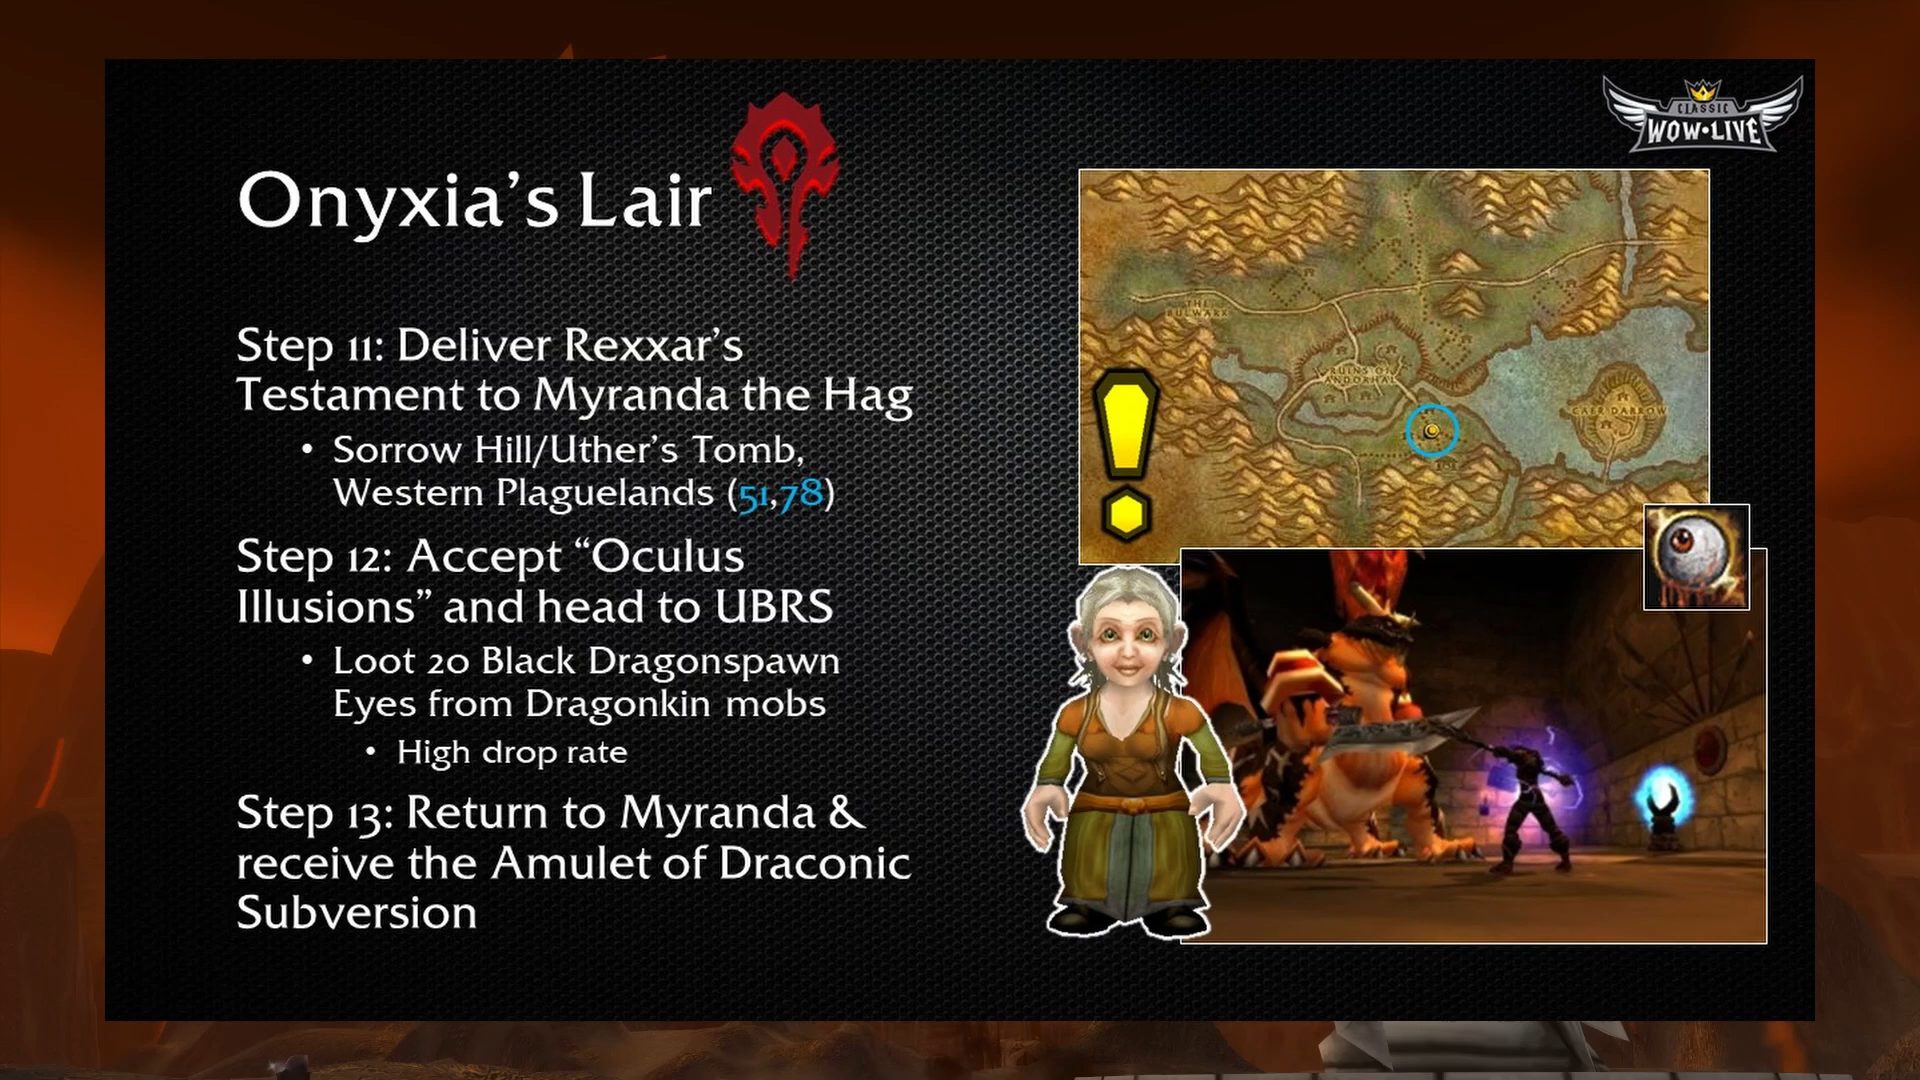 CLASSIC
WOW•LIVE
Onyxia's Lair
Step 11: Deliver Rexxar's
Testament to Myranda the Hag
• Sorrow Hill/Uther's Tomb,
Western Plaguelands (51,78)
Step 12: Accept “Oculus
Illusions” and head to UBRS
• Loot 20 Black Dragonspawn
Eyes from Dragonkin mobs
• High drop rate
Step 13: Return to Myranda &
receive the Amulet of Draconic
Subversion
THE
BULWARK
RUINS OF
ANDORHAL
CAER DARROW